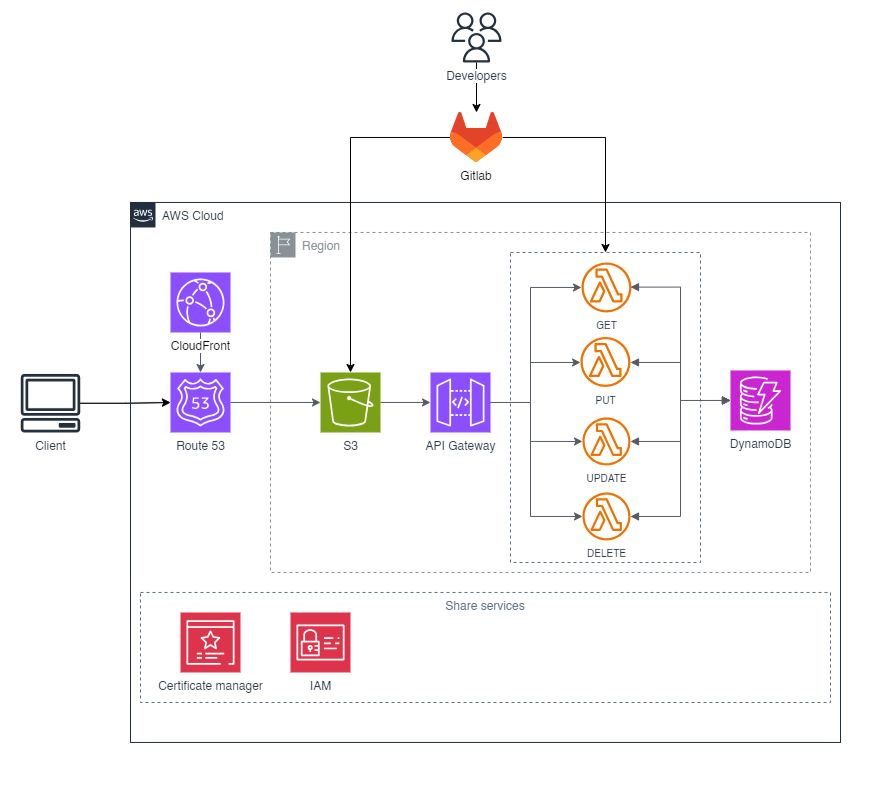 Developers
Gitlab
aws
AWS Cloud
Region
CloudFront
GET
PUT
53
Client
Route 53
S3
</>
API Gateway
DynamoDB
UPDATE
DELETE
Share services
Certificate manager
IAM